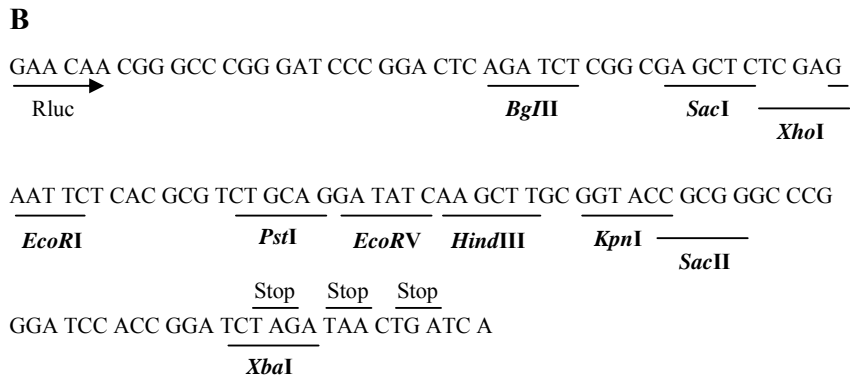 B
GAA CAA CGG GCC CGG GAT CCC GGA CTC AGA TCT CGG CGA GCT CTC GAG
Rluc
BglII SacI
XhoI
AAT TCT CAC GCG TCT GCA GGA TAT CAA GCT TGC GGT ACC GCG GGC CCG
EcoRI PstI EcoRV HindIII KpnI
SacII
Stop Stop Stop
GGA TCC ACC GGA TCT AGA TAA CTG ATC A
XbaI